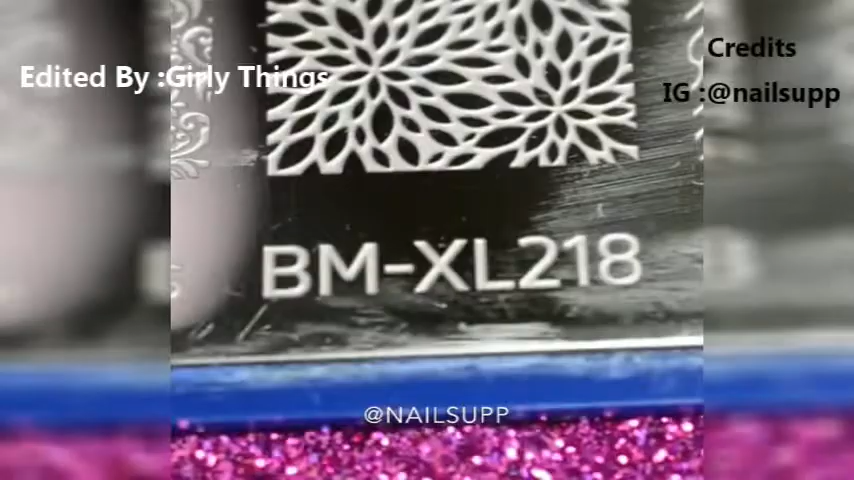 Credits
Edited By :Girly Things
IG :@nailsupp
BM-XL218
@NAILSUPP